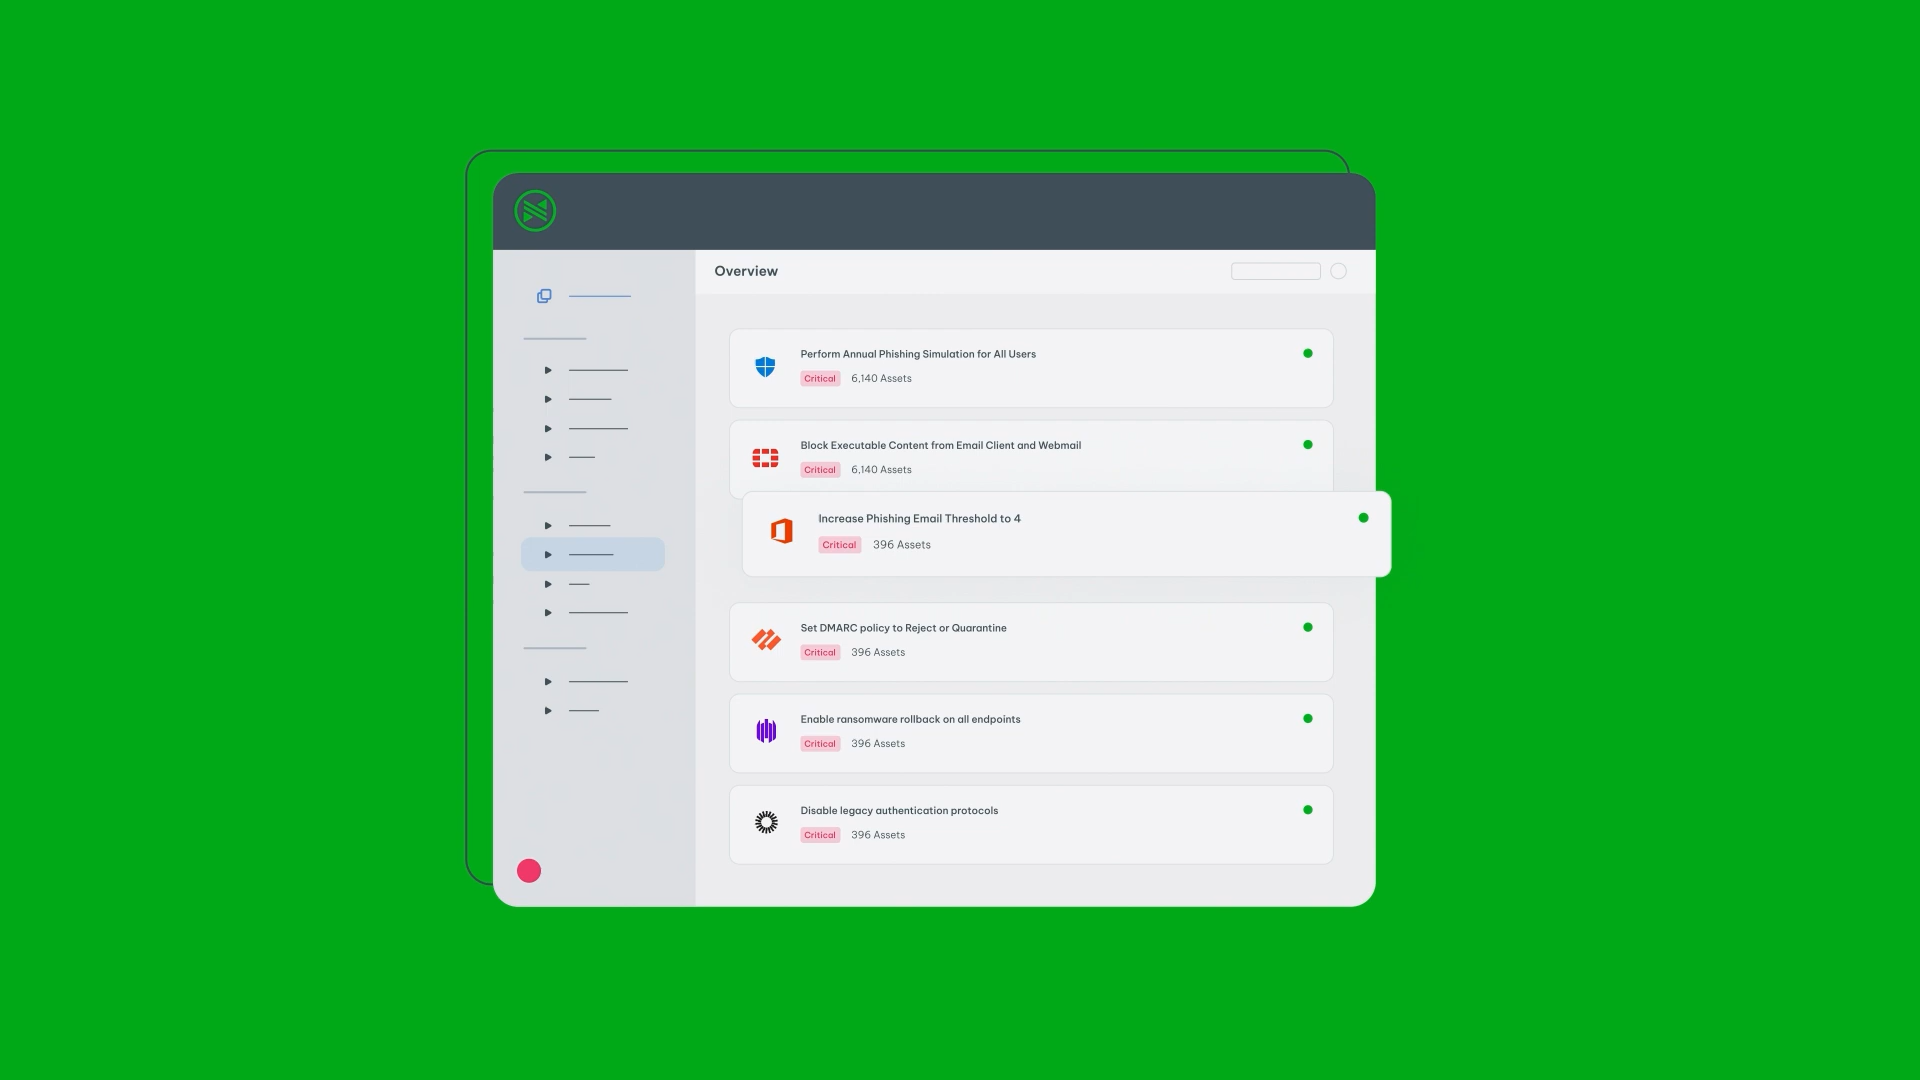 Overview
Perform Annual Phishing Simulation for All Users
Critical 6,140 Assets
Block Executable Content from Email Client and Webmail
Critical 6,140 Assets
Increase Phishing Email Threshold to 4
Critical 396 Assets
Set DMARC policy to Reject or Quarantine
Critical 396 Assets
Enable ransomware rollback on all endpoints
Critical 396 Assets
Disable legacy authentication protocols
Critical 396 Assets